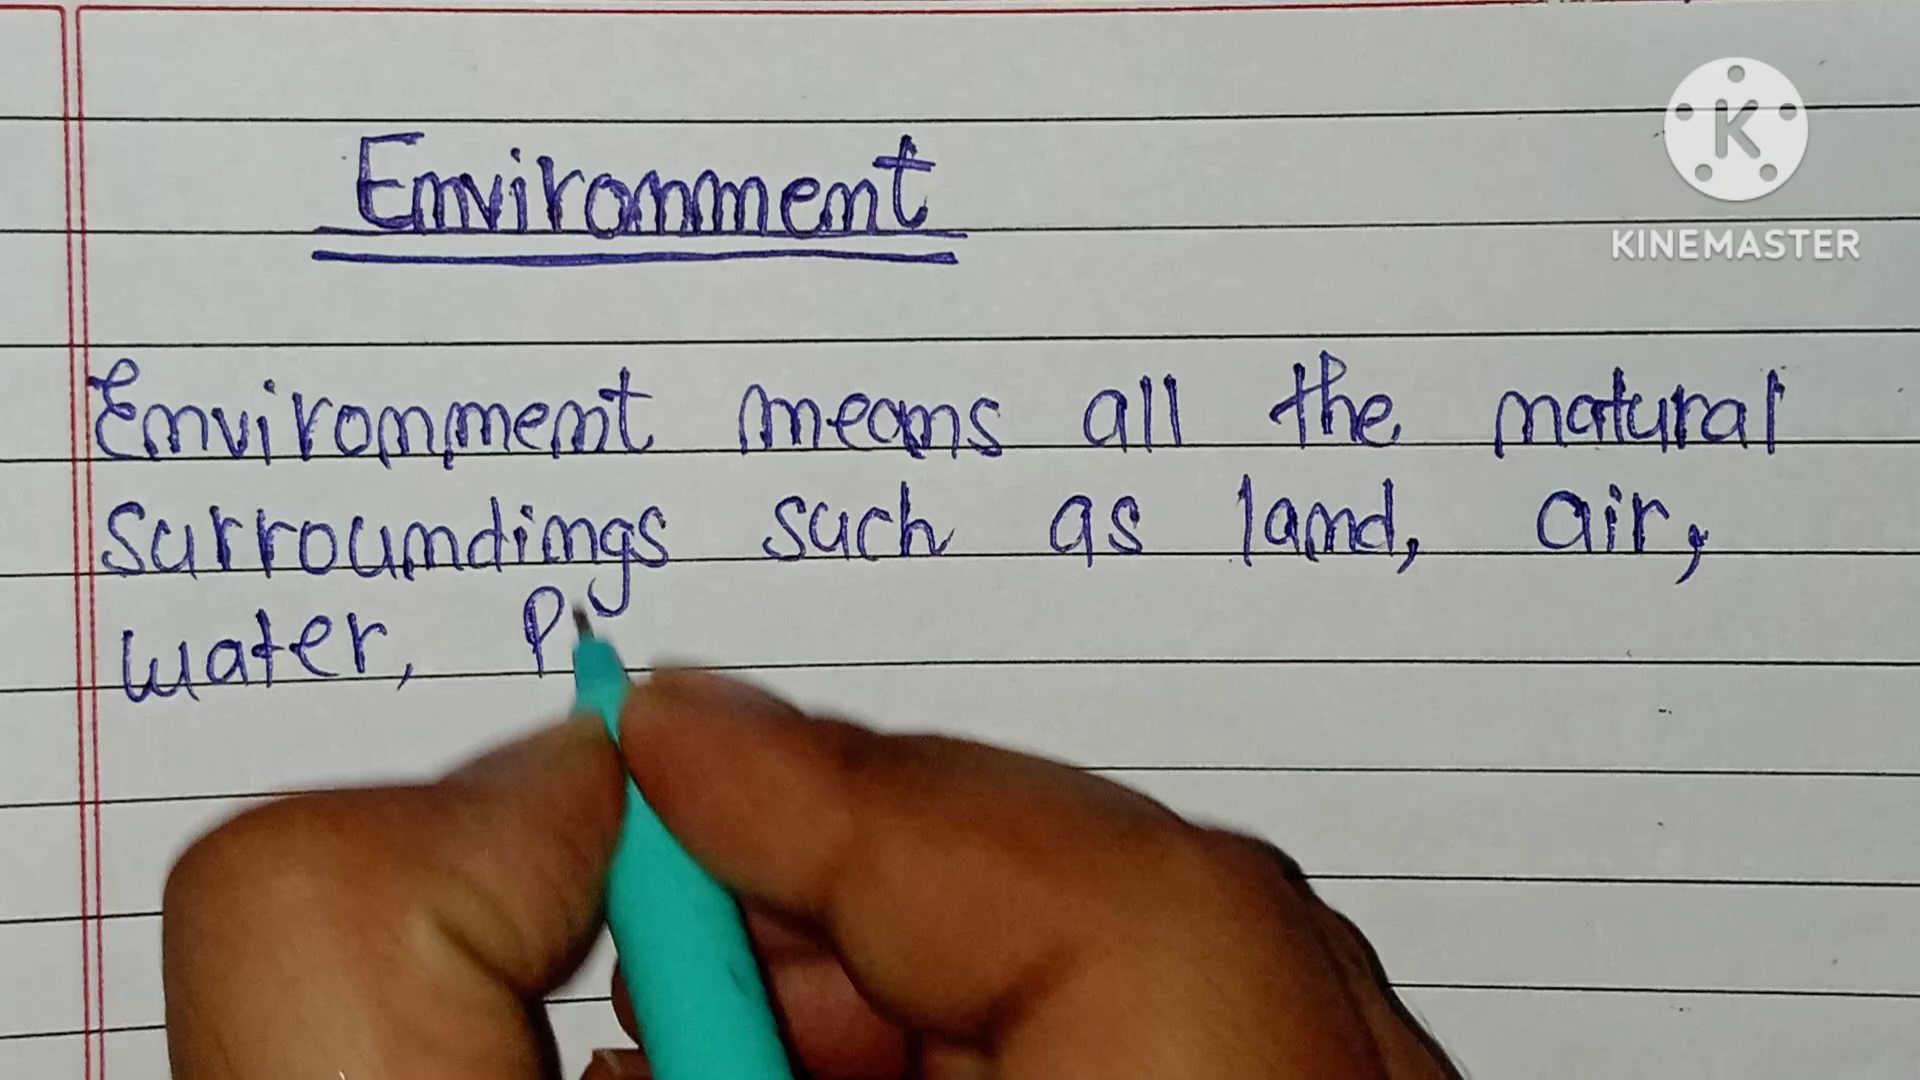 Environment
KINEMASTER
Environment means all the natural
surroundings such as land, air,
water, P